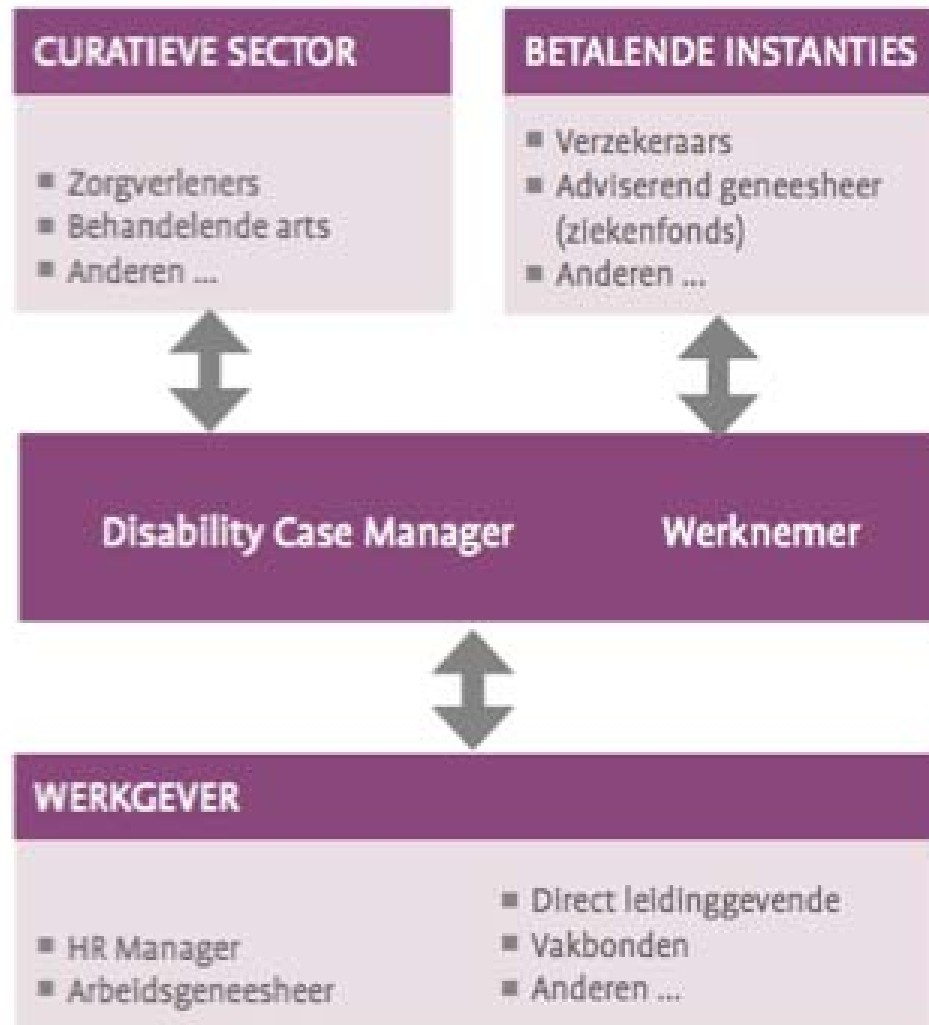 CURATIEVE SECTOR
Zorgverleners
Behandelende arts
Anderen ...
BETALENDE INSTANTIES
Verzekeraars
Adviserend geneesheer
(ziekenfonds)
Anderen ...
Disability Case Manager
Werknemer
WERKGEVER
HR Manager
Arbeidsgeneesheer
Direct leidinggevende
Vakbonden
Anderen ...